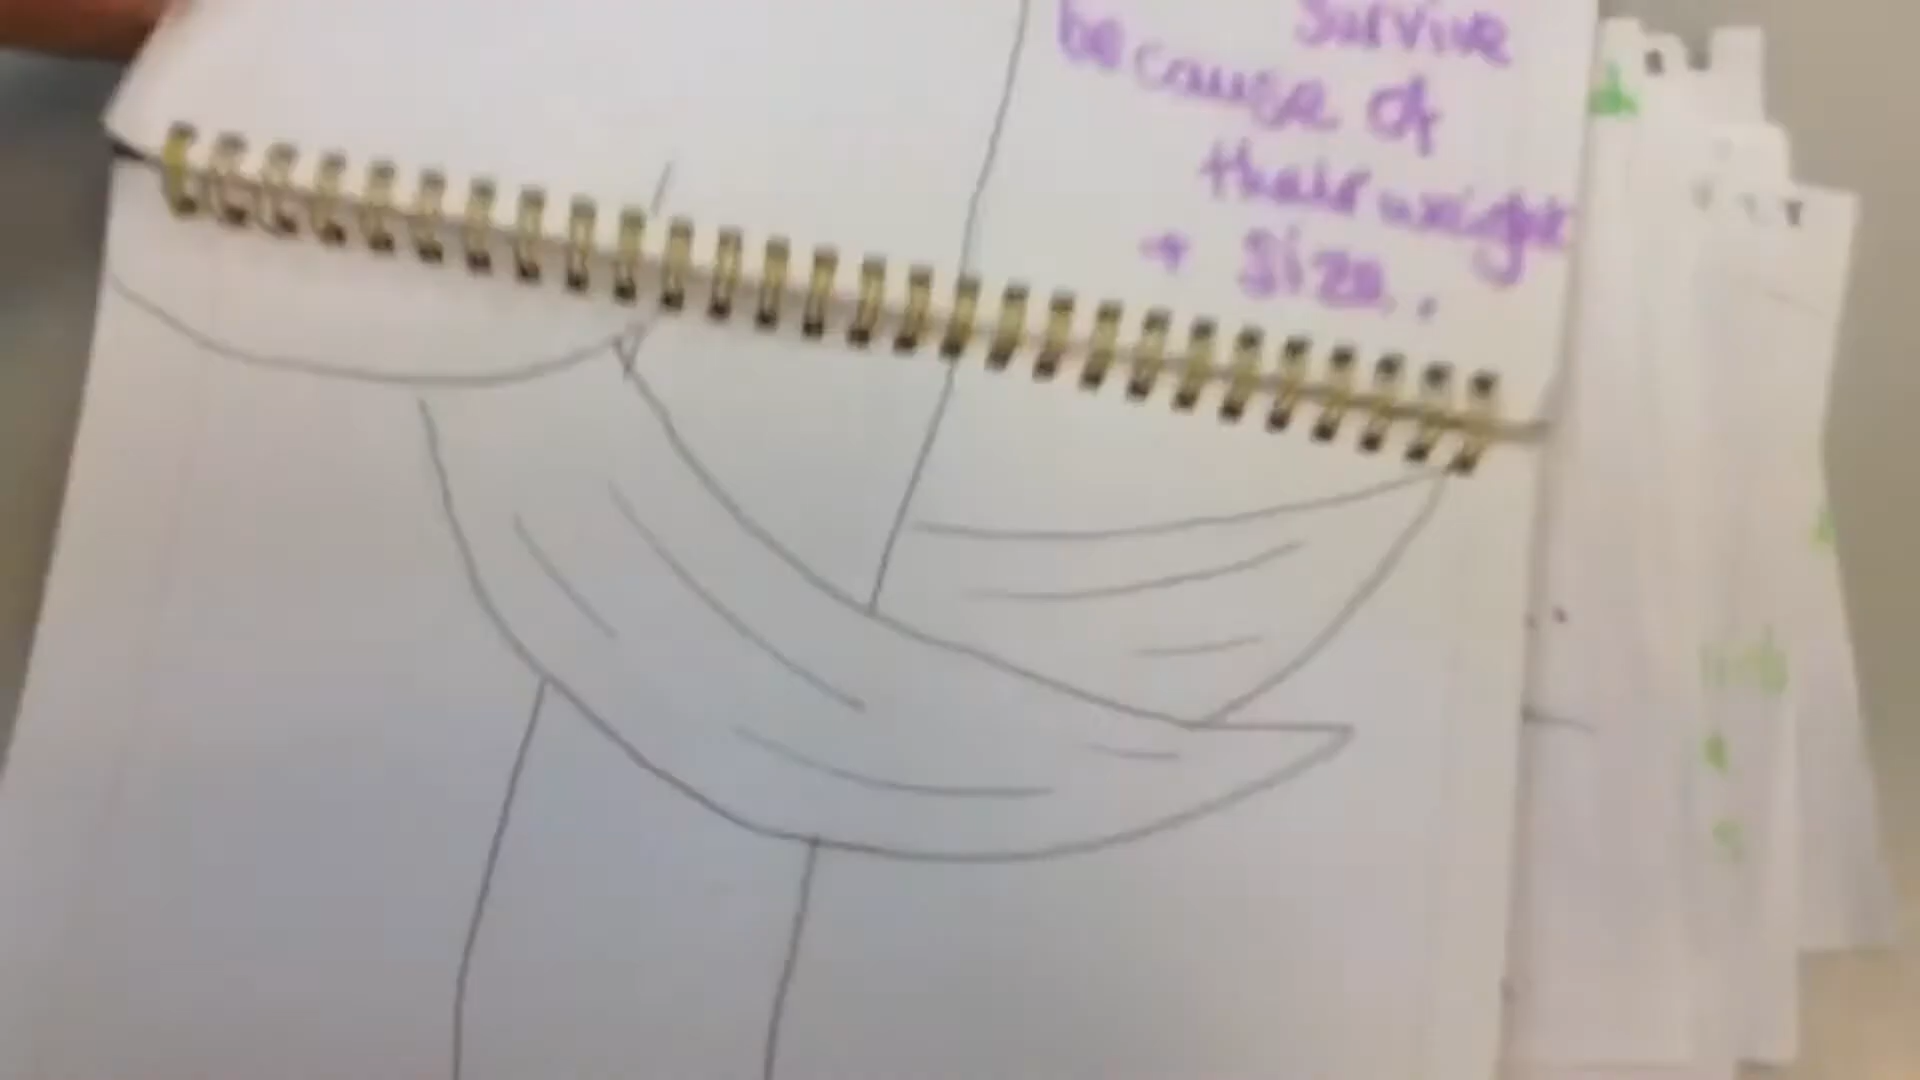 Survive
because of
their weight
+ size.